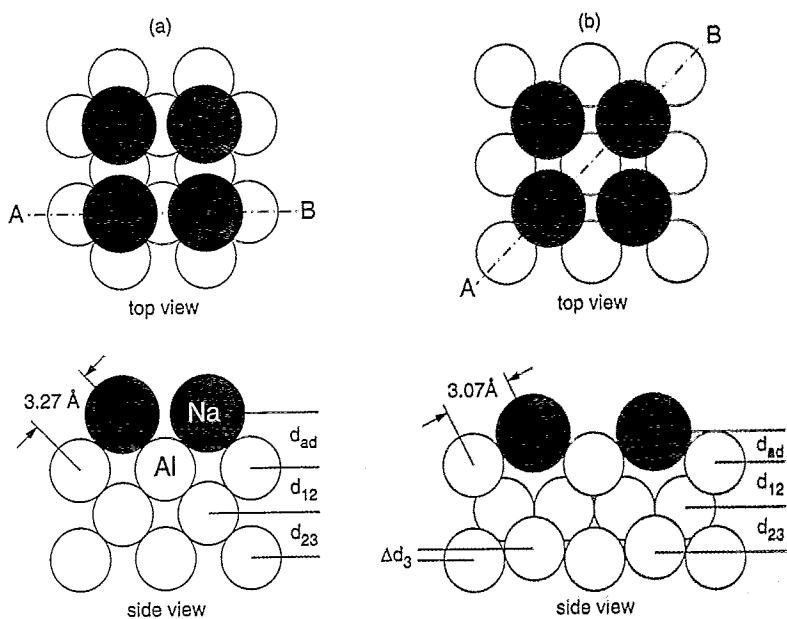 (a)
A
B
top view
3.27 Å
Na
Al
d_ad
d_12
d_23
side view
(b)
B
A
top view
3.07Å
d_ad
d_12
d_23
Δd_3
side view